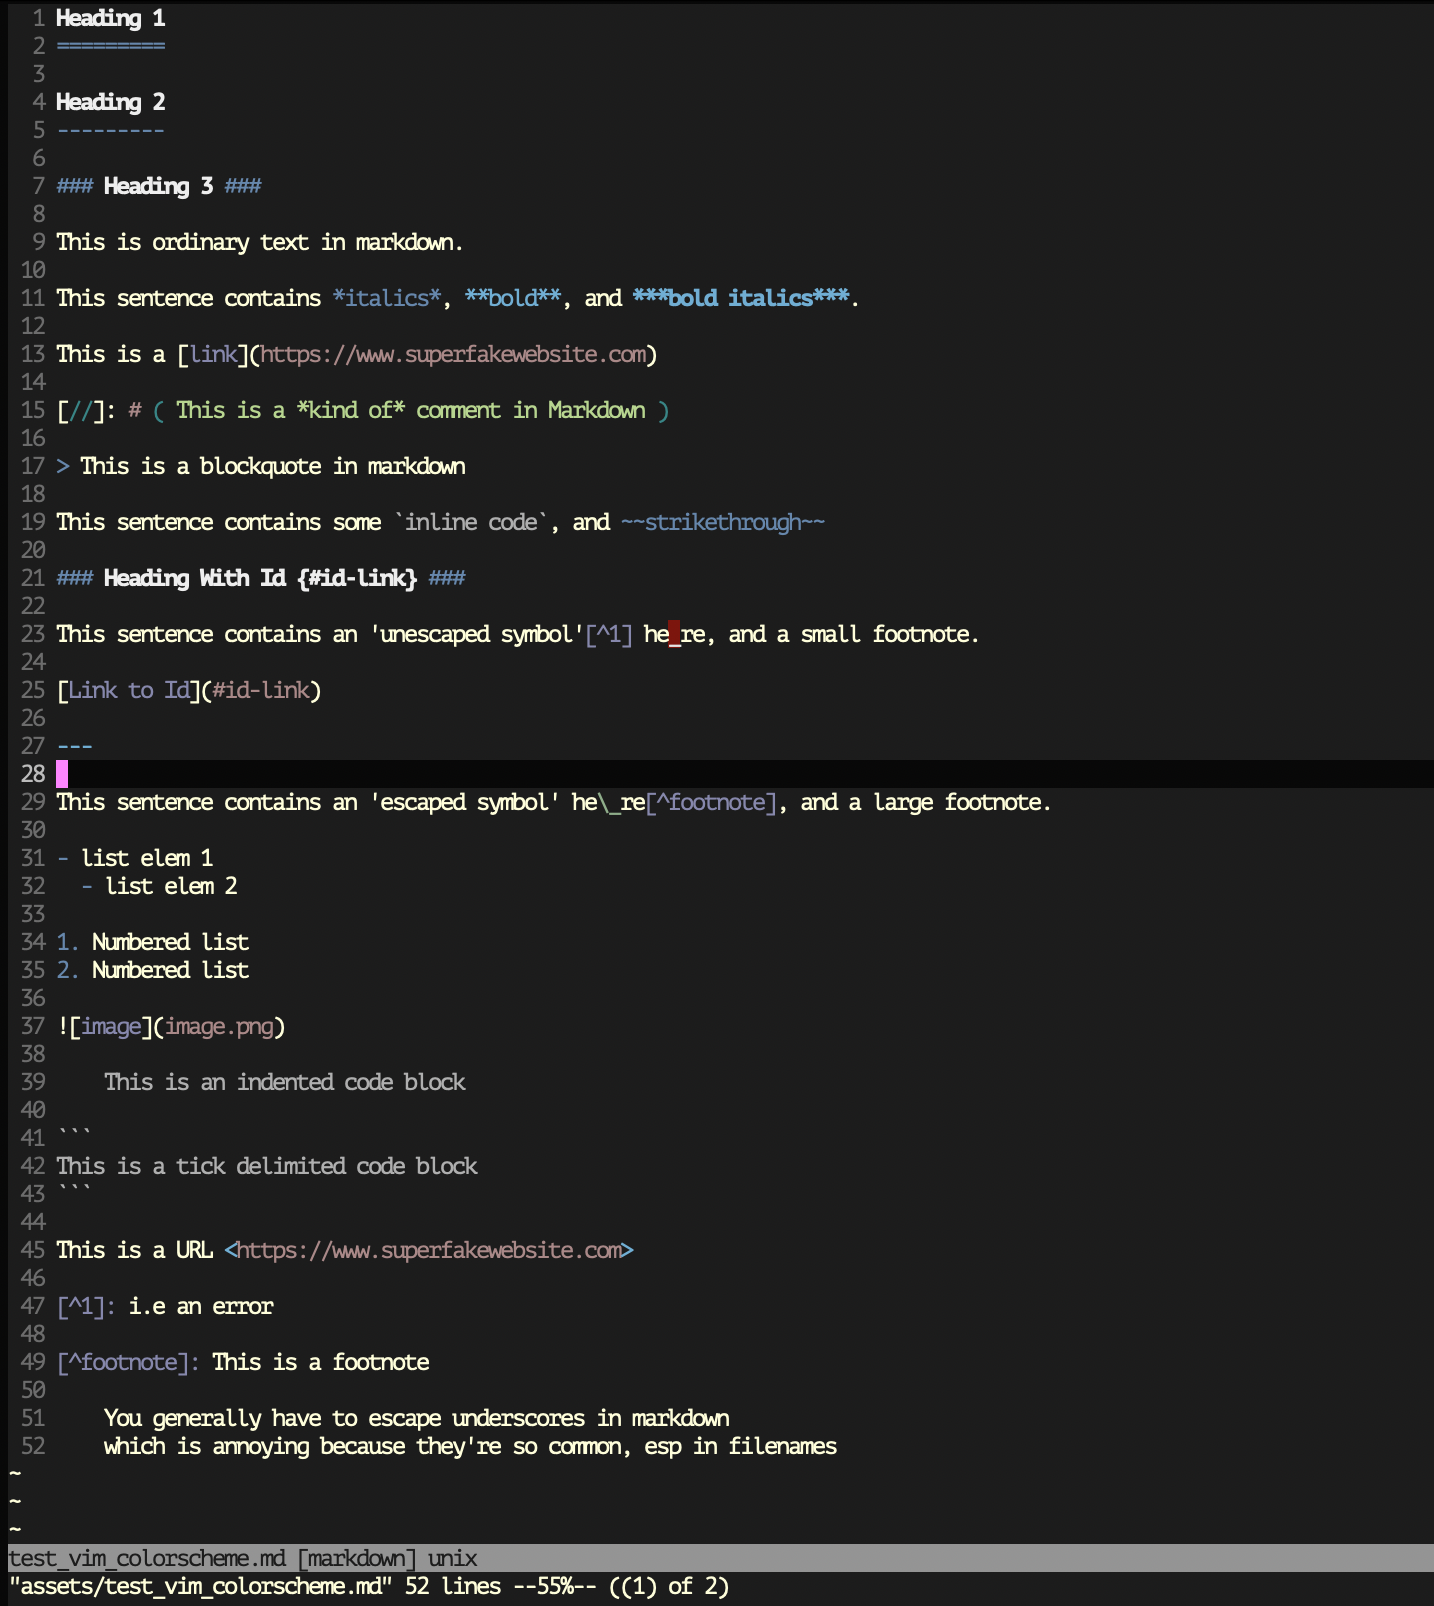 1 Heading 1
2 =========
3
4 Heading 2
5 ---------
6
7 ### Heading 3 ###
8
9 This is ordinary text in markdown.
10
11 This sentence contains *italics*, **bold**, and ***bold italics***.
12
13 This is a [link](https://www.superfakewebsite.com)
14
15 [//]: # ( This is a *kind of* comment in Markdown )
16
17 > This is a blockquote in markdown
18
19 This sentence contains some `inline code`, and ~~strikethrough~~
20
21 ### Heading With Id {#id-link} ###
22
23 This sentence contains an 'unescaped symbol'[^1] he_re, and a small footnote.
24
25 [Link to Id](#id-link)
26
27 ---
28
29 This sentence contains an 'escaped symbol' he\_re[^footnote], and a large footnote.
30
31 - list elem 1
32   - list elem 2
33
34 1. Numbered list
35 2. Numbered list
36
37 ![image](image.png)
38
39     This is an indented code block
40
41 ```
42 This is a tick delimited code block
43 ```
44
45 This is a URL <https://www.superfakewebsite.com>
46
47 [^1]: i.e an error
48
49 [^footnote]: This is a footnote
50
51     You generally have to escape underscores in markdown
52     which is annoying because they're so common, esp in filenames
~
~
~
test_vim_colorscheme.md [markdown] unix
"assets/test_vim_colorscheme.md" 52 lines --55%-- ((1) of 2)